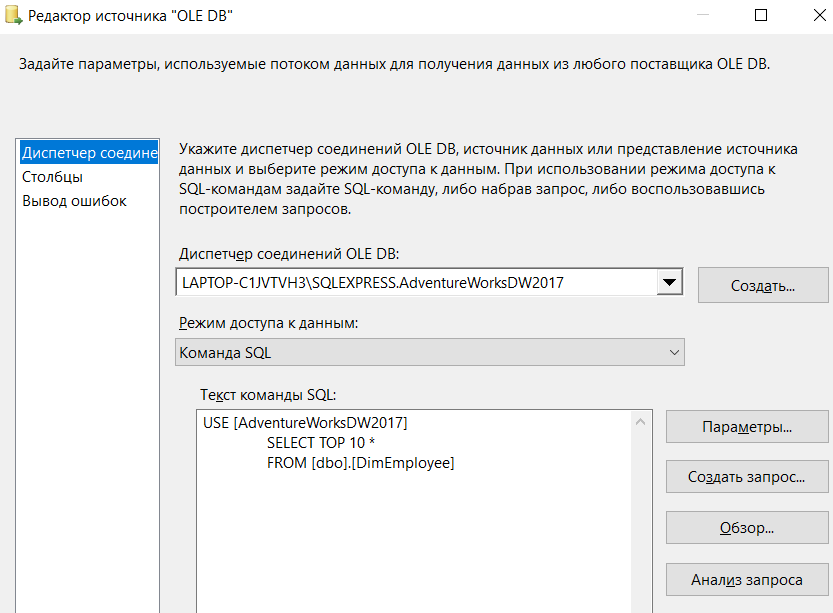 Редактор источника "OLE DB"
Задайте параметры, используемые потоком данных для получения данных из любого поставщика OLE DB.
Диспетчер соедине
Столбцы
Вывод ошибок
Укажите диспетчер соединений OLE DB, источник данных или представление источника
данных и выберите режим доступа к данным. При использовании режима доступа к
SQL-командам задайте SQL-команду, либо набрав запрос, либо воспользовавшись
построителем запросов.
Диспетчер соединений OLE DB:
LAPTOP-C1JVTVH3\SQLEXPRESS.AdventureWorksDW2017
Создать...
Режим доступа к данным:
Команда SQL
Текст команды SQL:
USE [AdventureWorksDW2017]
SELECT TOP 10 *
FROM [dbo].[DimEmployee]
Параметры...
Создать запрос...
Обзор...
Анализ запроса